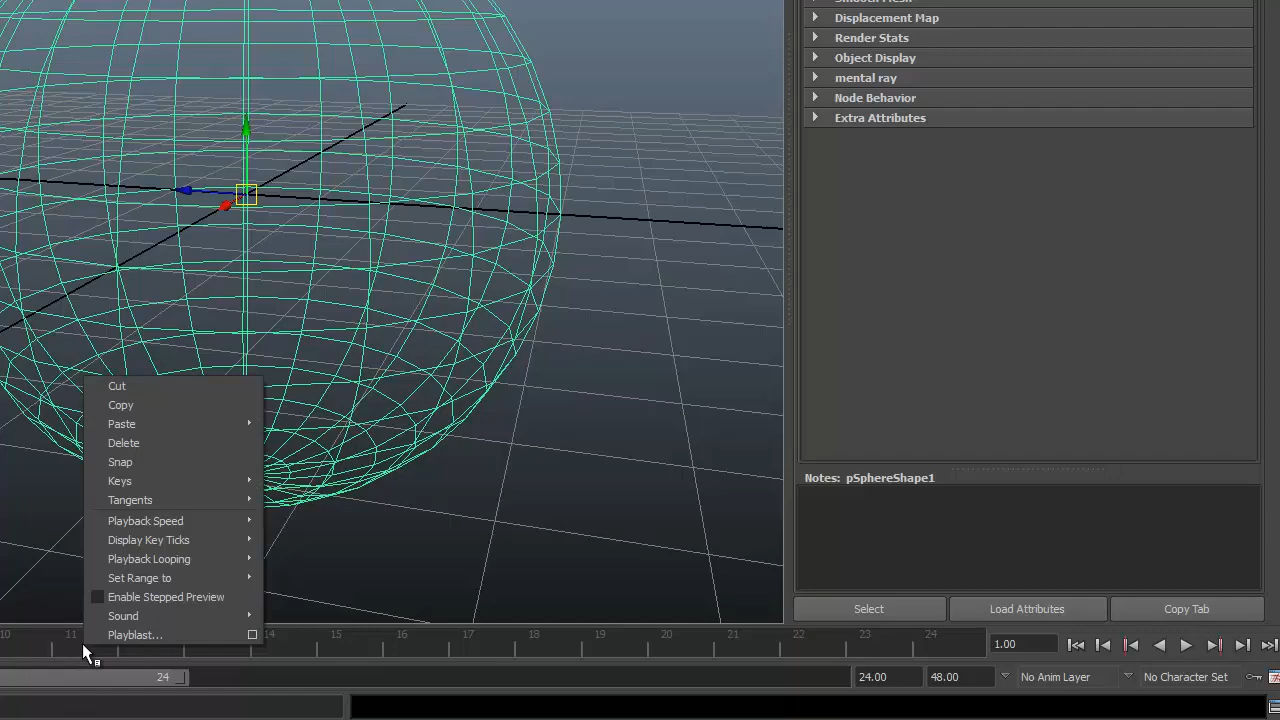 Smooth Mesh
Displacement Map
Render Stats
Object Display
mental ray
Node Behavior
Extra Attributes
Cut
Copy
Paste
Delete
Snap
Keys
Tangents
Playback Speed
Display Key Ticks
Playback Looping
Set Range to
Enable Stepped Preview
Sound
Playblast...
Notes: pSphereShape1
Select Load Attributes Copy Tab
10 11 14 15 16 17 18 19 20 21 22 23 24 1.00
24 24.00 48.00 No Anim Layer No Character Set